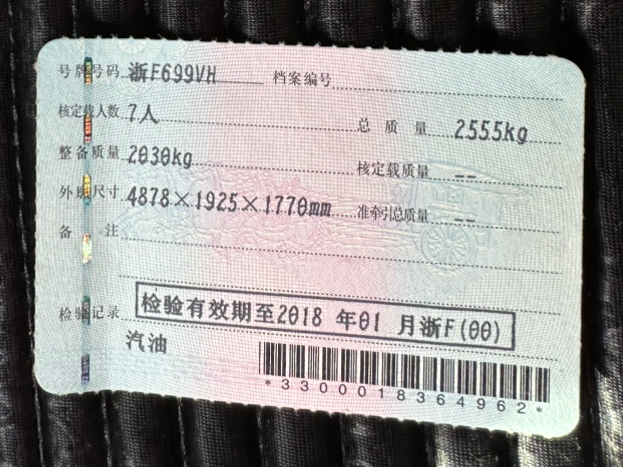 号牌号码 浙F699VH 档案编号
核定载人数 7人 总质量 2555kg
整备质量 2030kg 核定载质量 --
外廓尺寸 4878×1925×1770mm 准牵引总质量 --
备注
检验记录 检验有效期至2018 年01 月浙F(00)
汽油
*3300018364962*